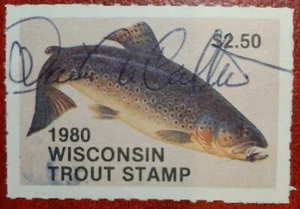 $2.50
1980
WISCONSIN
TROUT STAMP